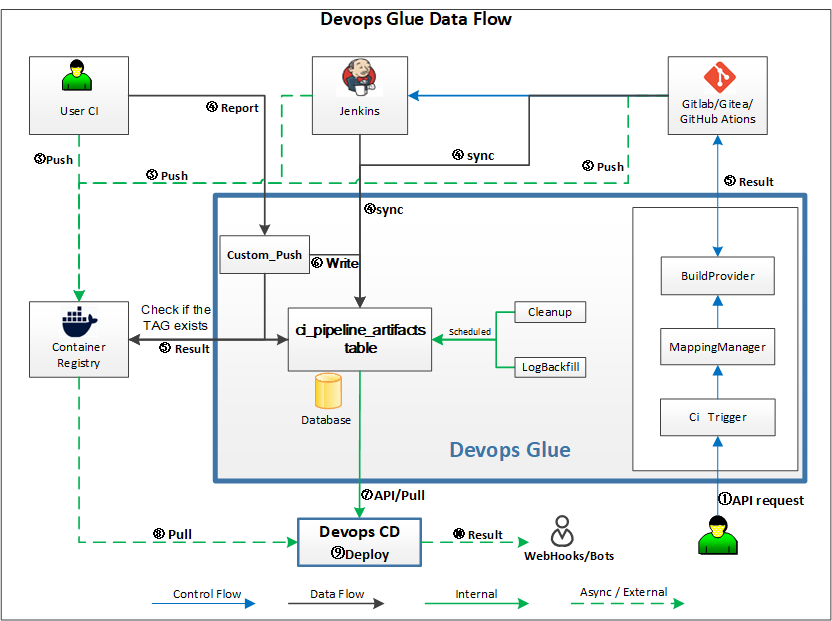 Devops Glue Data Flow
User CI
④ Report
Jenkins
Gitlab/Gitea/
GitHub Ations
③Push
③ Push
④ sync
③ Push
⑤ Result
④sync
Custom_Push
⑥ Write
BuildProvider
Check if the
TAG exists
⑤ Result
Container
Registry
ci_pipeline_artifacts
table
Scheduled
Cleanup
LogBackfill
MappingManager
Database
Ci Trigger
Devops Glue
⑦API/Pull
①API request
⑧ Pull
Devops CD
⑨Deploy
⑩ Result
WebHooks/Bots
Control Flow
Data Flow
Internal
Async / External